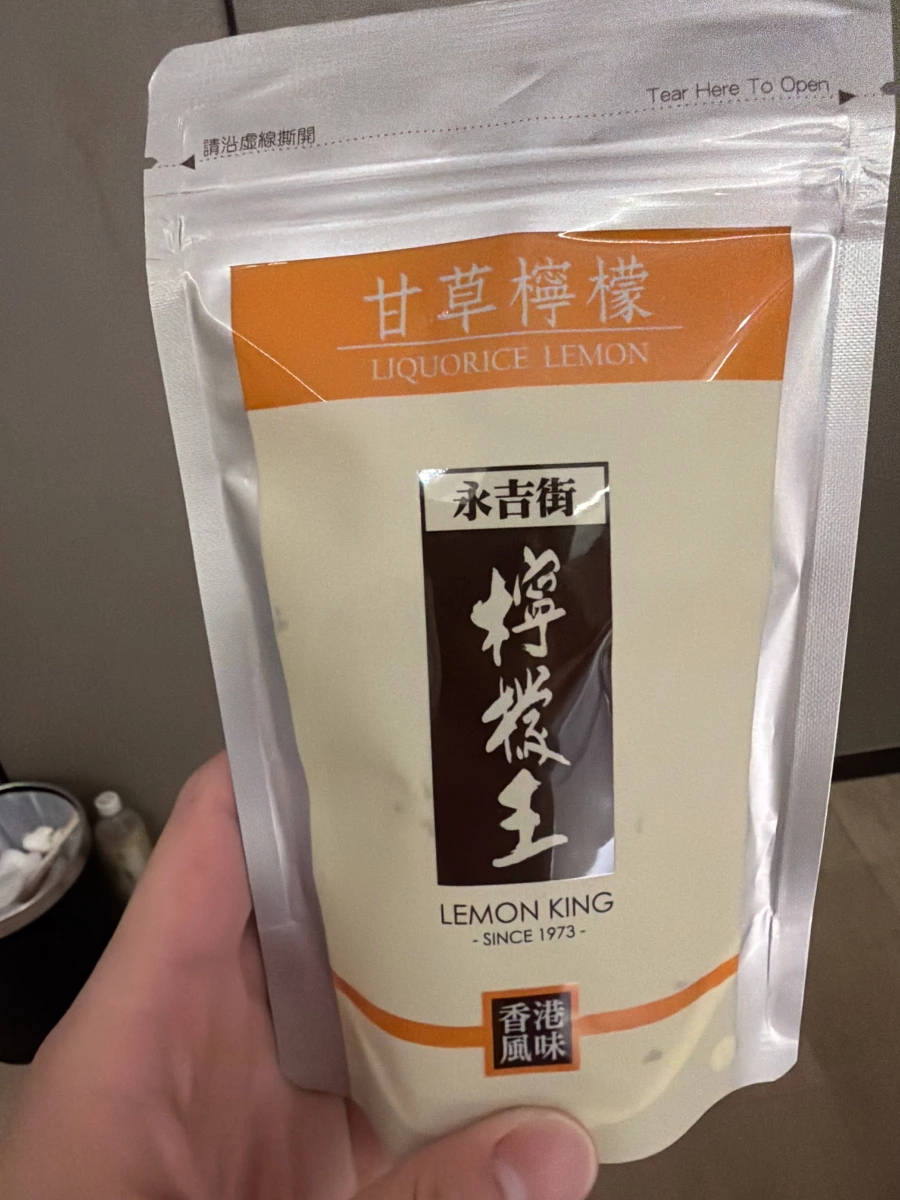 Tear Here To Open
請沿虛線撕開
甘草檸檬
LIQUORICE LEMON
永吉街
檸檬王
LEMON KING
- SINCE 1973 -
香港
風味